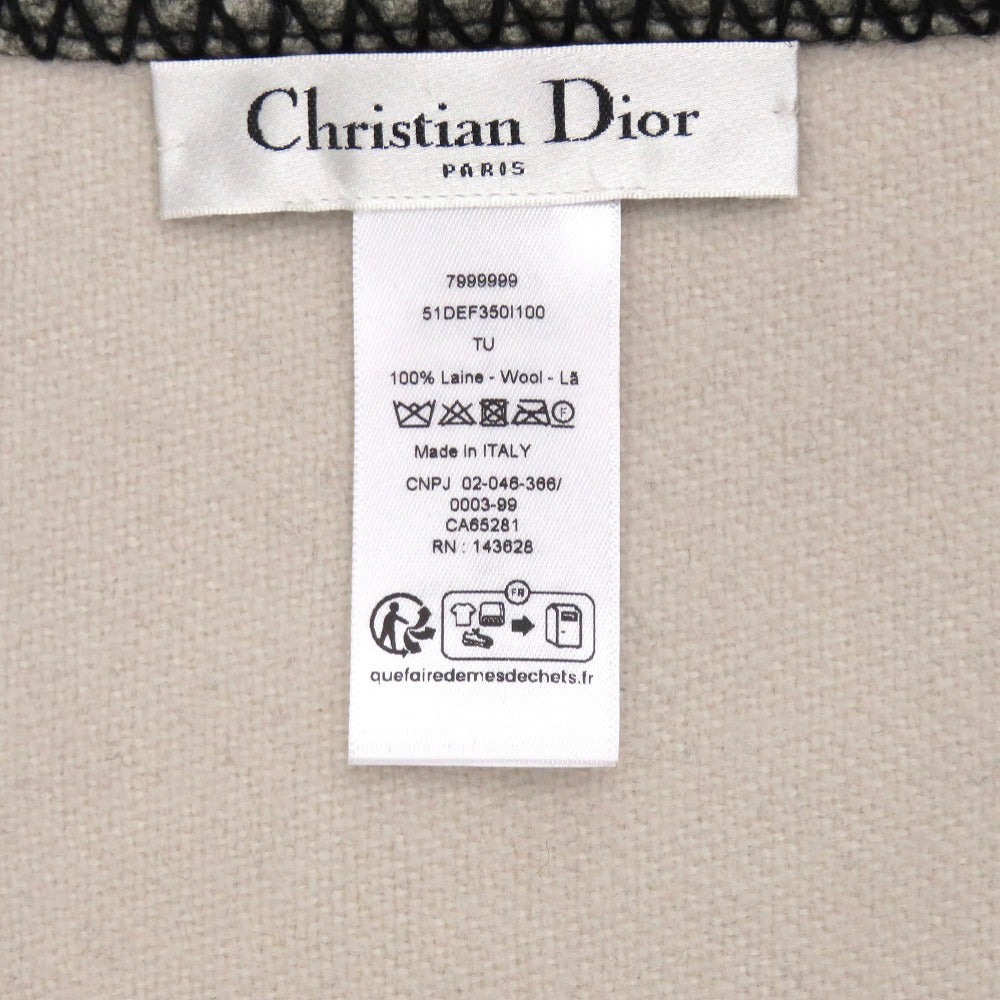 Christian Dior
PARIS
7999999
51DEF350I100
TU
100% Laine - Wool - Lã
F
Made in ITALY
CNPJ 02-046-366/
0003-99
CA65281
RN : 143628
FR
quefairedemesdechets.fr